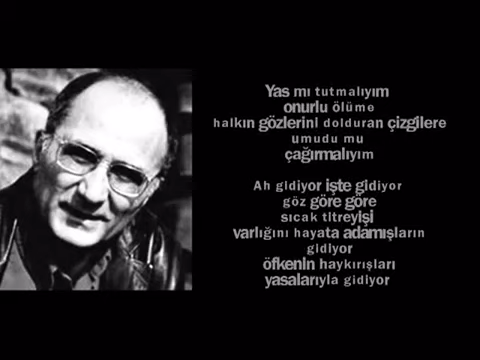 Yas mı tutmalıyım
onurlu ölüme
halkın gözlerini dolduran çizgilere
umudu mu
çağırmalıyım
Ah gidiyor işte gidiyor
göz göre göre
sıcak titreyişi
varlığını hayata adamışların
gidiyor
öfkenin haykırışları
yasalarıyla gidiyor